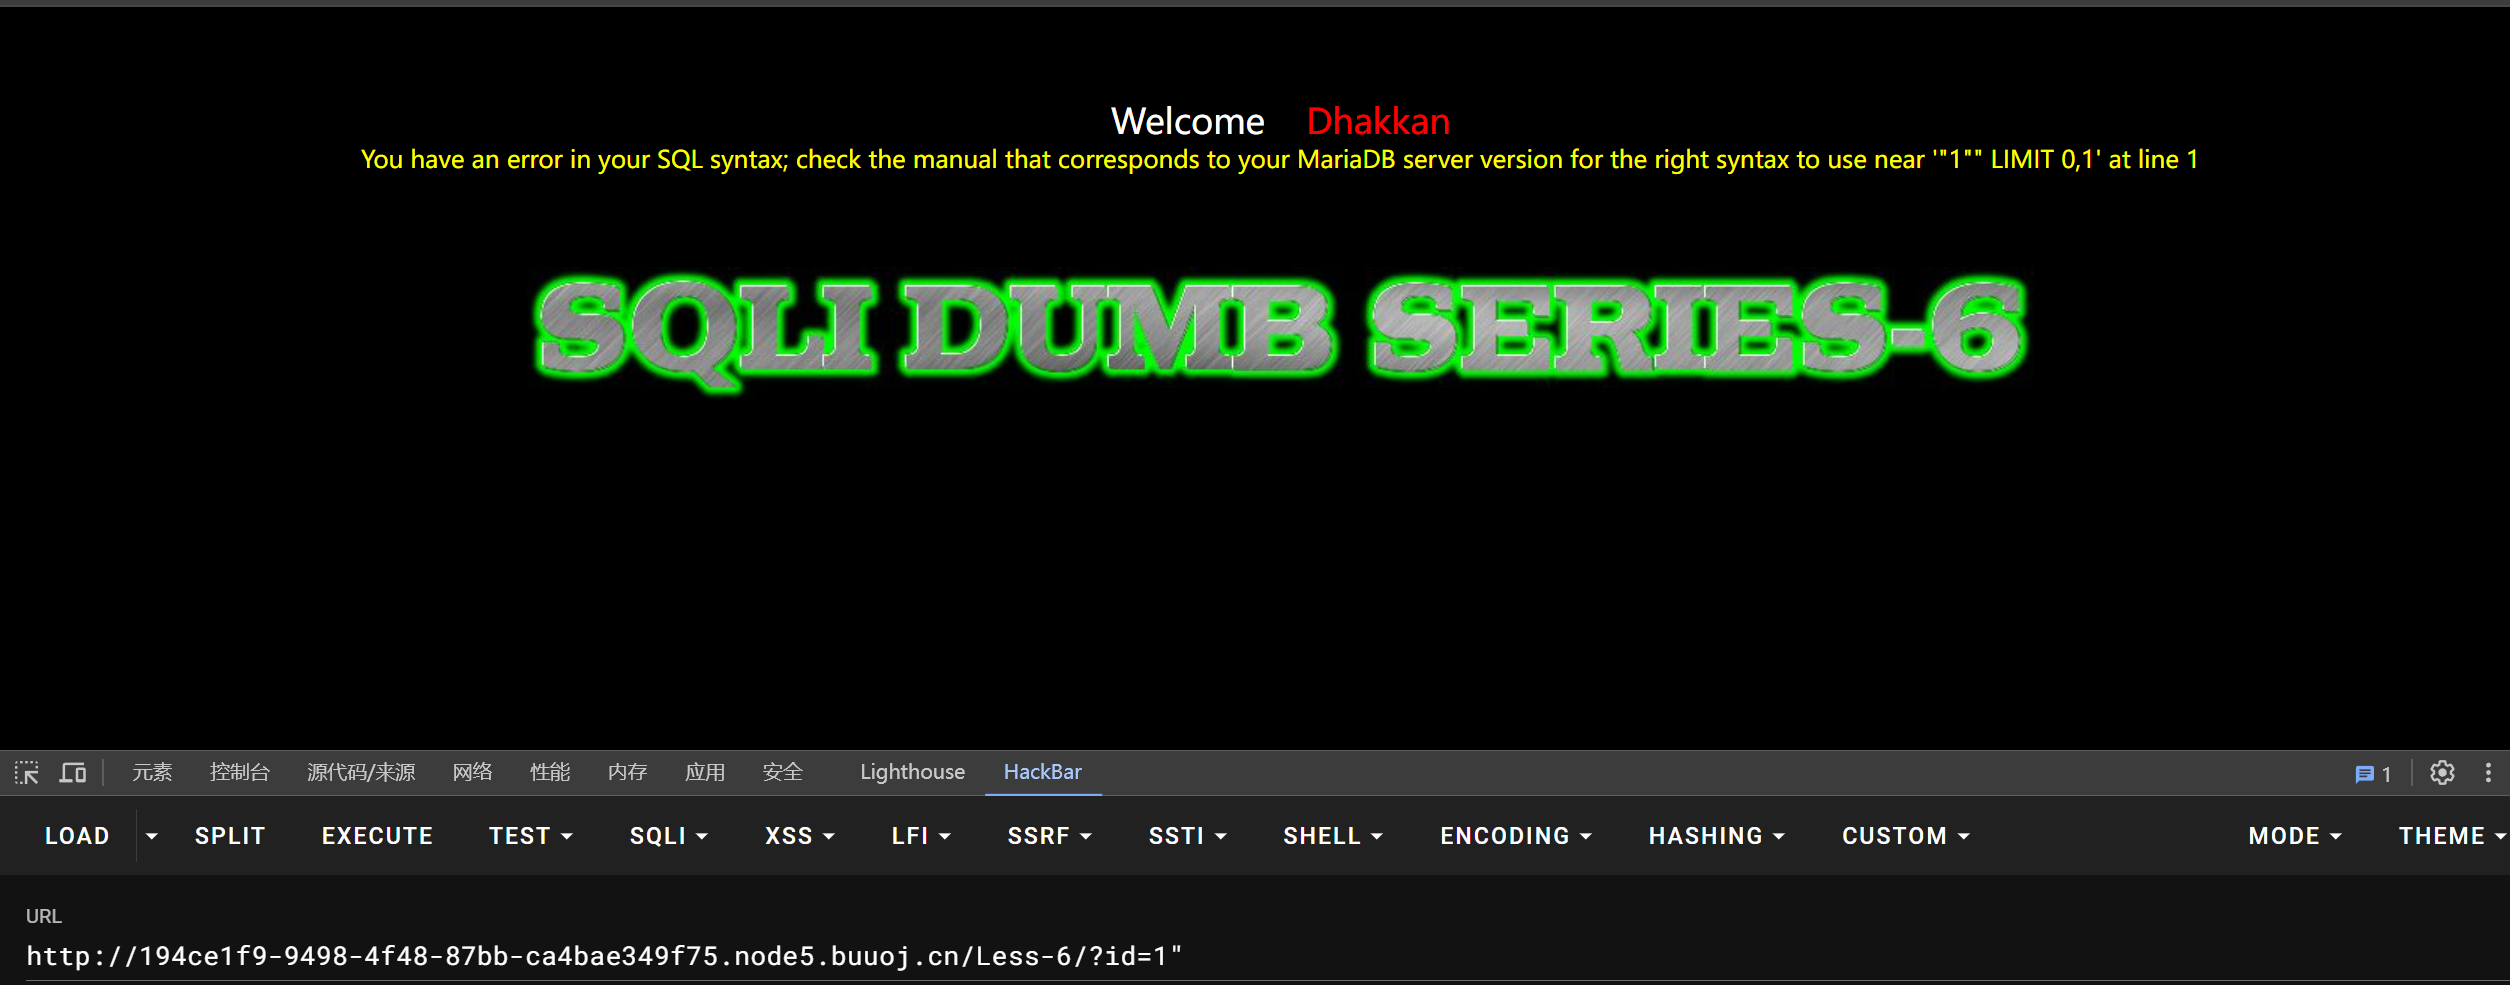 Welcome    Dhakkan
You have an error in your SQL syntax; check the manual that corresponds to your MariaDB server version for the right syntax to use near '"1"" LIMIT 0,1' at line 1
SQLI DUMB SERIES-6
元素 控制台 源代码/来源 网络 性能 内存 应用 安全 Lighthouse HackBar 1
LOAD SPLIT EXECUTE TEST SQLI XSS LFI SSRF SSTI SHELL ENCODING HASHING CUSTOM MODE THEME
URL
http://194ce1f9-9498-4f48-87bb-ca4bae349f75.node5.buuoj.cn/Less-6/?id=1"